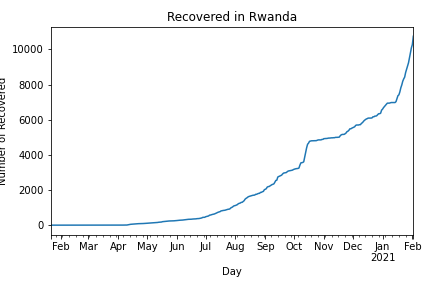 Recovered in Rwanda
Number of Recovered
10000
8000
6000
4000
2000
0
Feb Mar Apr May Jun Jul Aug Sep Oct Nov Dec Jan Feb
2021
Day